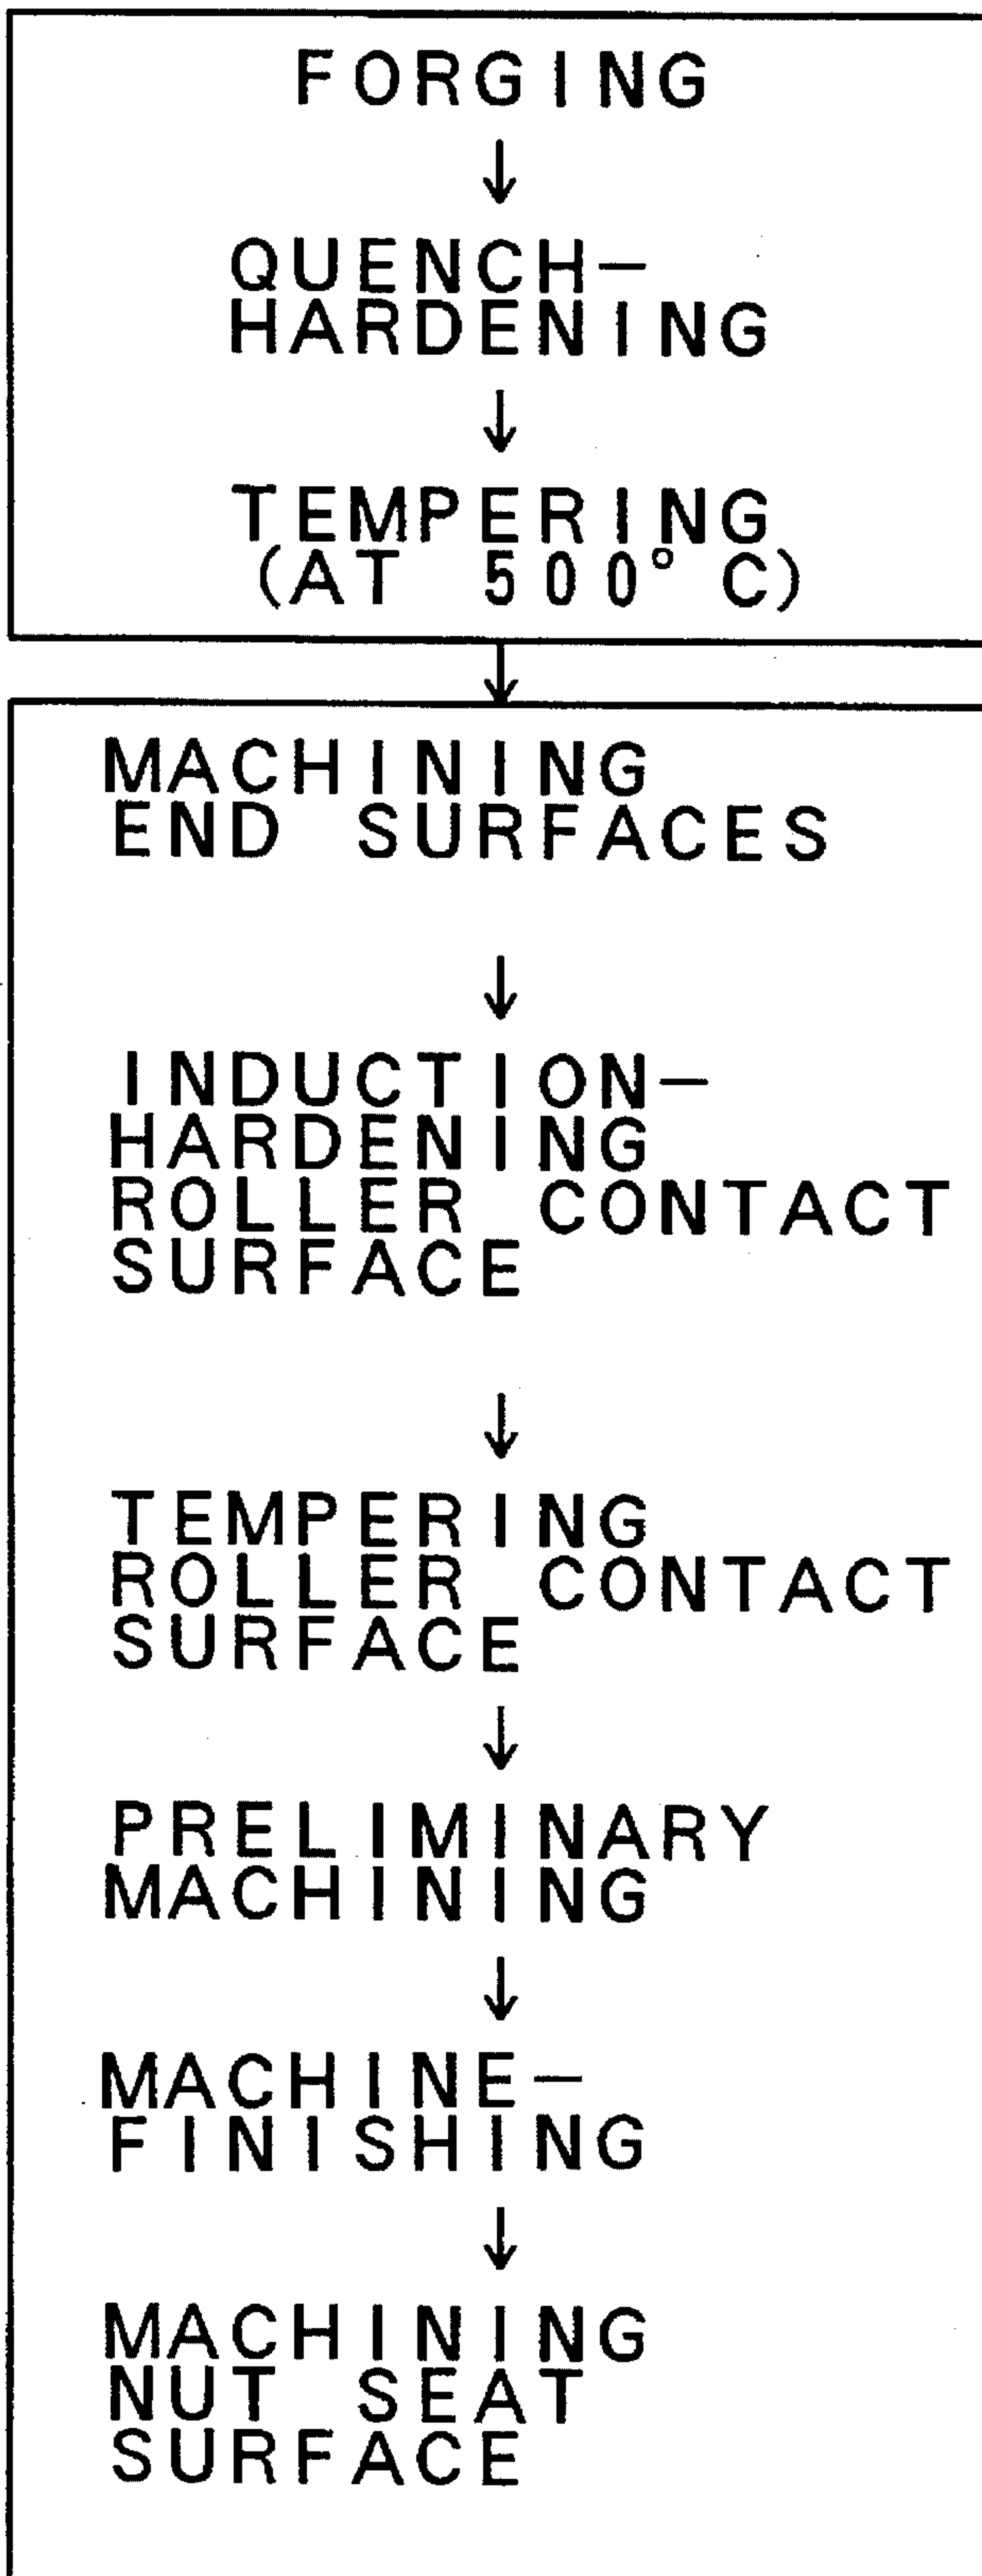 FORGING
↓
QUENCH-
HARDENING
↓
TEMPERING
(AT 500°C)
↓
MACHINING
END SURFACES
↓
INDUCTION-
HARDENING
ROLLER CONTACT
SURFACE
↓
TEMPERING
ROLLER CONTACT
SURFACE
↓
PRELIMINARY
MACHINING
↓
MACHINE-
FINISHING
↓
MACHINING
NUT SEAT
SURFACE